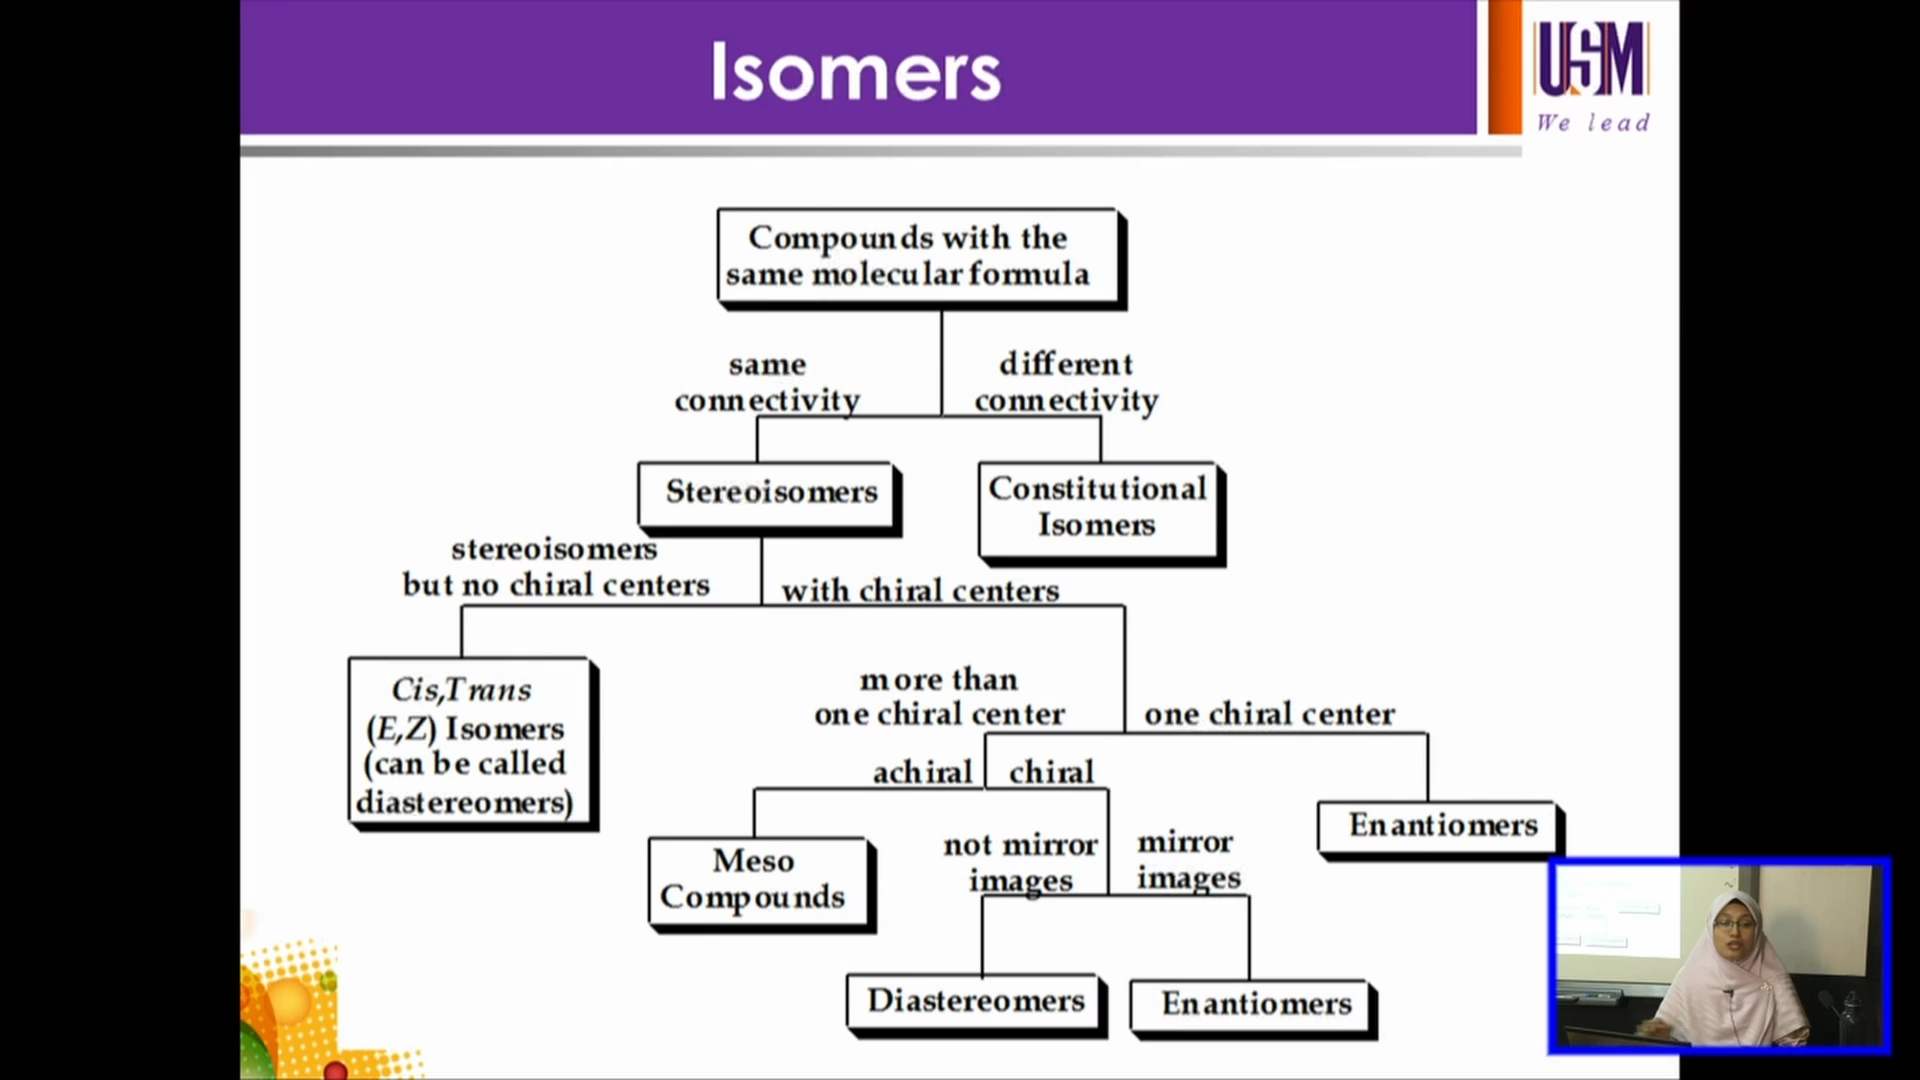 Isomers
USM
We lead
Compounds with the
same molecular formula
same
connectivity
different
connectivity
Stereoisomers
Constitutional
Isomers
stereoisomers
but no chiral centers
with chiral centers
Cis,Trans
(E,Z) Isomers
(can be called
diastereomers)
more than
one chiral center
one chiral center
achiral
chiral
Meso
Compounds
not mirror
images
mirror
images
Enantiomers
Diastereomers
Enantiomers